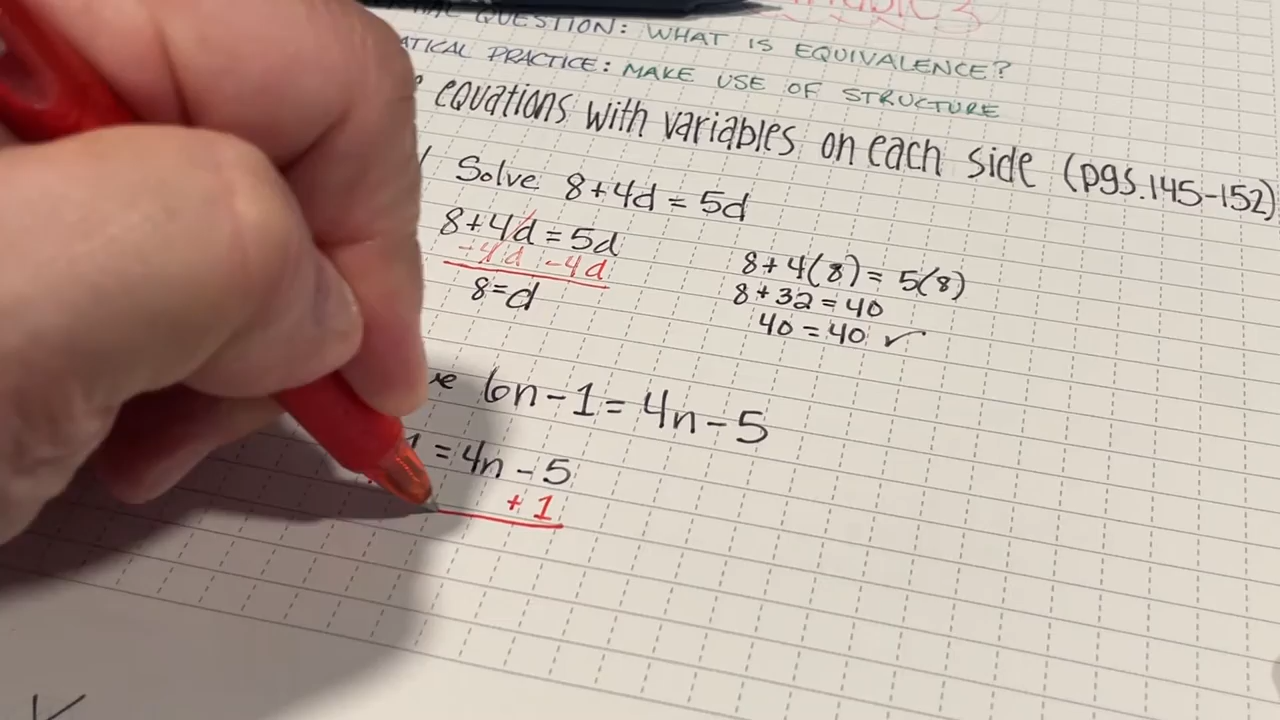 QUESTION: WHAT IS EQUIVALENCE?
PRACTICE: MAKE USE OF STRUCTURE
equations with variables on each side (pgs. 145-152)
Solve 8+4d=5d
8+4d=5d
-4d -4d
8=d
8+4(8)=5(8)
8+32=40
40=40 ✓
6n-1=4n-5
=4n-5
+1